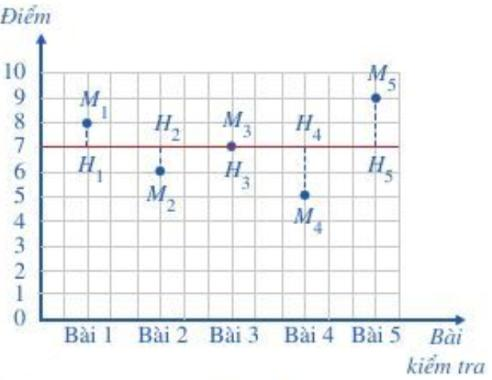 Điểm
10
9
8
7
6
5
4
3
2
1
0
M1
H1
H2
M2
M3
H3
H4
M4
M5
H5
Bài 1 Bài 2 Bài 3 Bài 4 Bài 5 Bài
kiểm tra